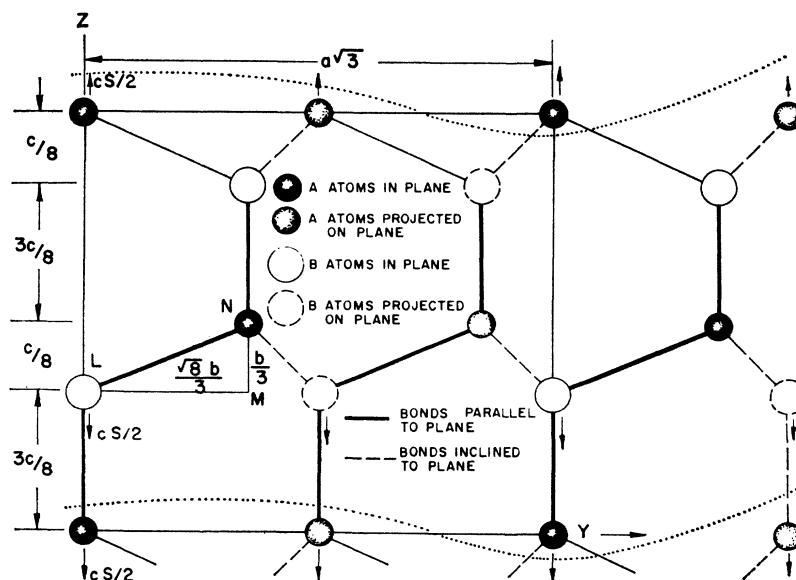 Z
a√3
cS/2
c/8
3c/8
A ATOMS IN PLANE
A ATOMS PROJECTED
ON PLANE
B ATOMS IN PLANE
B ATOMS PROJECTED
ON PLANE
N
c/8
L
√8 b
3
b
3
M
cS/2
3c/8
BONDS PARALLEL
TO PLANE
BONDS INCLINED
TO PLANE
Y
cS/2